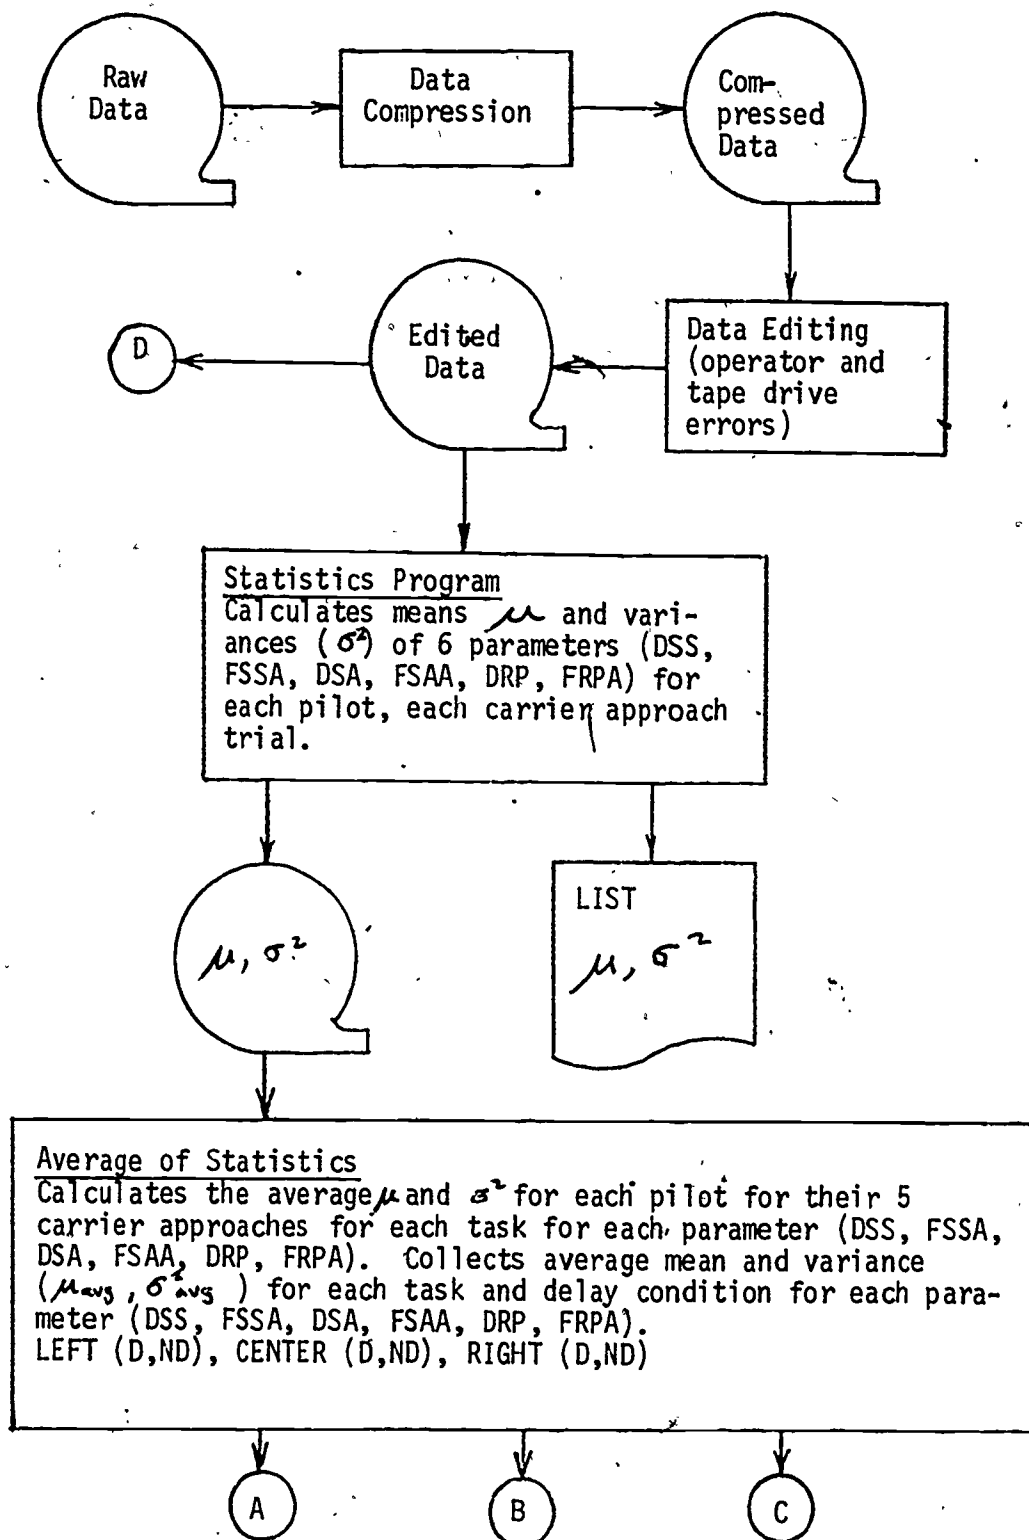 Raw
Data
Data
Compression
Com-
pressed
Data
D
Edited
Data
Data Editing
(operator and
tape drive
errors)
Statistics Program
Calculates means μ and vari-
ances (σ²) of 6 parameters (DSS,
FSSA, DSA, FSAA, DRP, FRPA) for
each pilot, each carrier approach
trial.
μ, σ²
LIST
μ, σ²
Average of Statistics
Calculates the average μ and σ² for each pilot for their 5
carrier approaches for each task for each parameter (DSS, FSSA,
DSA, FSAA, DRP, FRPA). Collects average mean and variance
(μavg, σ²avg) for each task and delay condition for each para-
meter (DSS, FSSA, DSA, FSAA, DRP, FRPA).
LEFT (D,ND), CENTER (D,ND), RIGHT (D,ND)
A
B
C